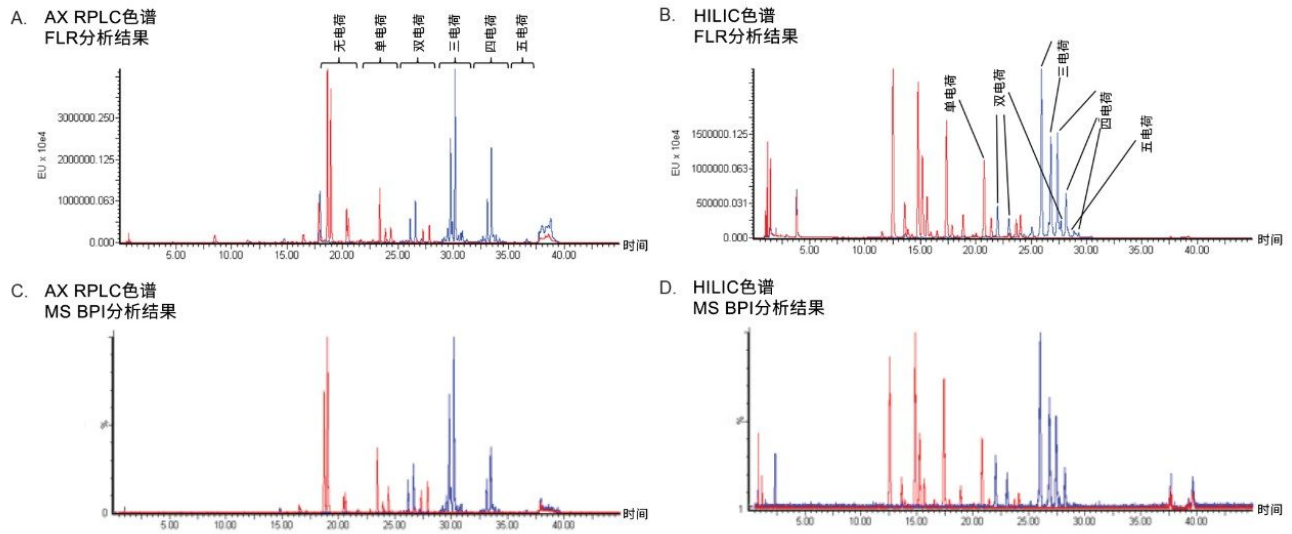 A. AX RPLC色谱
FLR分析结果
无电荷
单电荷
双电荷
三电荷
四电荷
五电荷
EU x 10e4
3000000.250
2000000.125
1000000.063
0.000
5.00 10.00 15.00 20.00 25.00 30.00 35.00 40.00 时间
B. HILIC色谱
FLR分析结果
单电荷
双电荷
三电荷
四电荷
五电荷
EU x 10e4
1500000.125
1000000.063
500000.031
0.000
5.00 10.00 15.00 20.00 25.00 30.00 35.00 40.00 时间
C. AX RPLC色谱
MS BPI分析结果
%
0
5.00 10.00 15.00 20.00 25.00 30.00 35.00 40.00 时间
D. HILIC色谱
MS BPI分析结果
%
1
5.00 10.00 15.00 20.00 25.00 30.00 35.00 40.00 时间